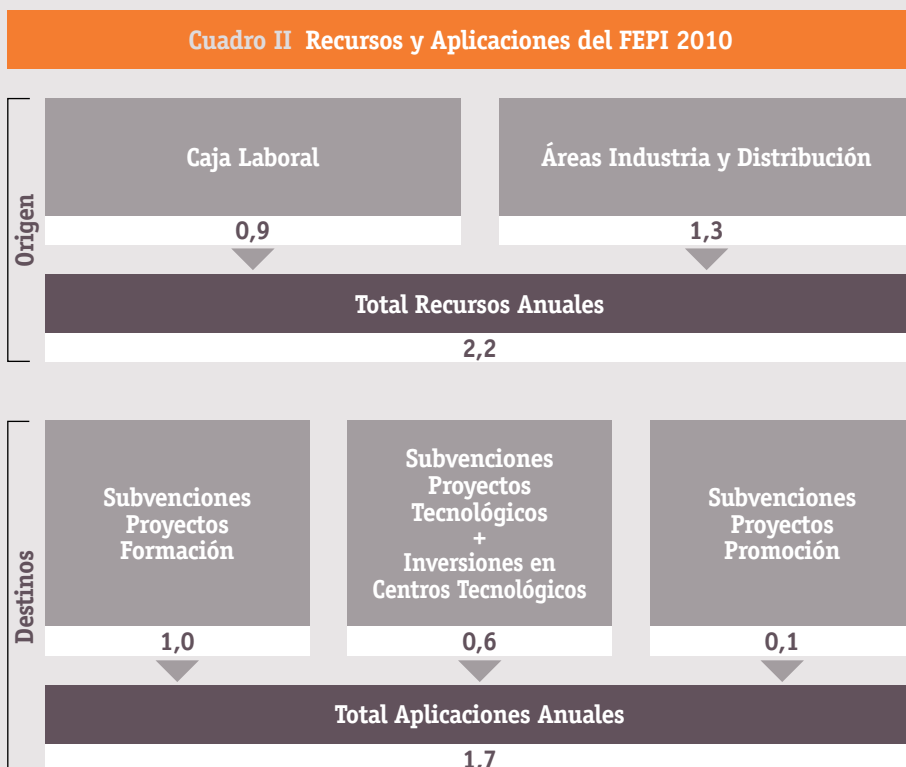 Cuadro II Recursos y Aplicaciones del FEPI 2010
Origen
Caja Laboral
0,9
Áreas Industria y Distribución
1,3
Total Recursos Anuales
2,2
Destinos
Subvenciones
Proyectos
Formación
1,0
Subvenciones
Proyectos
Tecnológicos
+
Inversiones en
Centros Tecnológicos
0,6
Subvenciones
Proyectos
Promoción
0,1
Total Aplicaciones Anuales
1,7